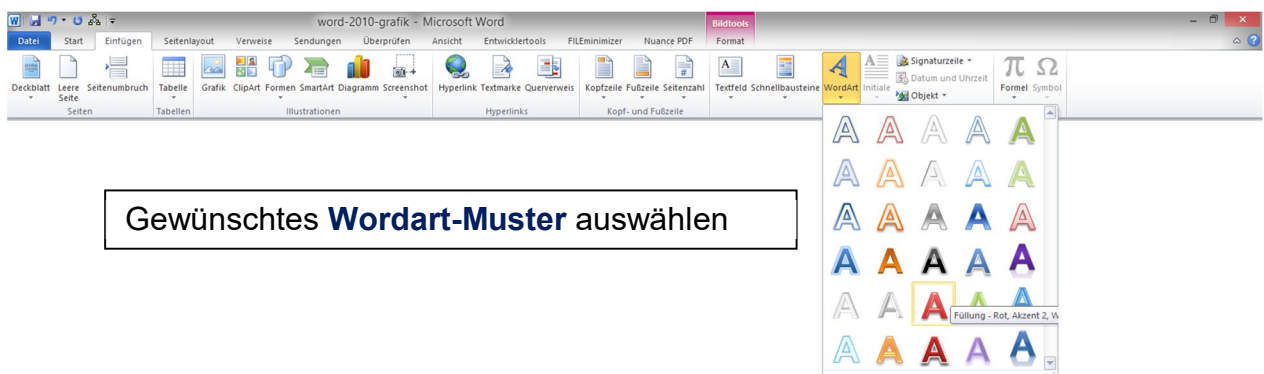 word-2010-grafik - Microsoft Word
Bildtools
Datei Start Einfügen Seitenlayout Verweise Sendungen Überprüfen Ansicht Entwicklertools FILEminimizer Nuance PDF Format
Deckblatt Leere Seite Seitenumbruch Tabelle Grafik ClipArt Formen SmartArt Diagramm Screenshot Hyperlink Textmarke Querverweis Kopfzeile Fußzeile Seitenzahl Textfeld Schnellbausteine WordArt Initiale Signaturzeile Datum und Uhrzeit Objekt Formel Symbol
Seiten Tabellen Illustrationen Hyperlinks Kopf- und Fußzeile
A A A A A
A A A A A
Gewünschtes Wordart-Muster auswählen
A A A A A
A A A A A
A A A A A
Füllung - Rot, Akzent 2, W
A A A A A